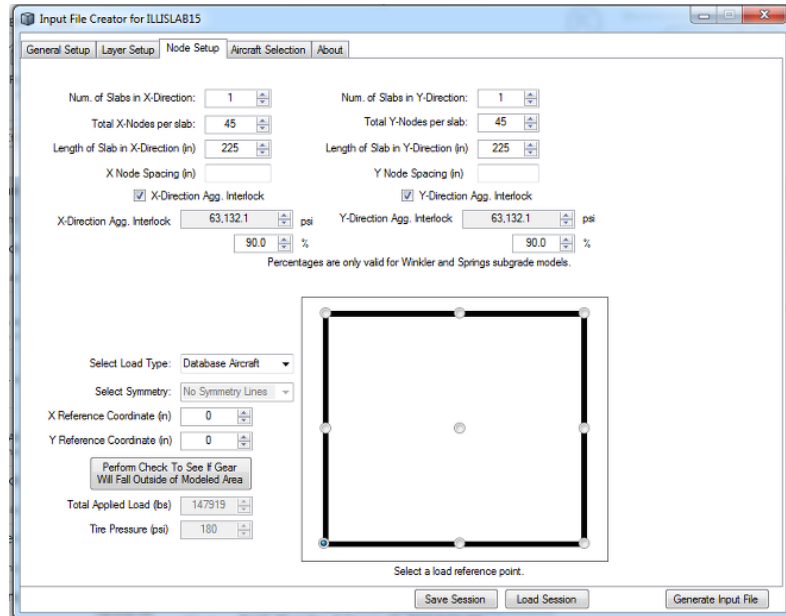 Input File Creator for ILLISLAB15
General Setup Layer Setup Node Setup Aircraft Selection About
Num. of Slabs in X-Direction: 1 Num. of Slabs in Y-Direction: 1
Total X-Nodes per slab: 45 Total Y-Nodes per slab: 45
Length of Slab in X-Direction (in) 225 Length of Slab in Y-Direction (in) 225
X Node Spacing (in) Y Node Spacing (in)
X-Direction Agg. Interlock Y-Direction Agg. Interlock
X-Direction Agg. Interlock 63,132.1 psi Y-Direction Agg. Interlock 63,132.1 psi
90.0 % 90.0 %
Percentages are only valid for Winkler and Springs subgrade models.
Select Load Type: Database Aircraft
Select Symmetry: No Symmetry Lines
X Reference Coordinate (in) 0
Y Reference Coordinate (in) 0
Perform Check To See If Gear
Will Fall Outside of Modeled Area
Total Applied Load (lbs) 147919
Tire Pressure (psi) 180
Select a load reference point.
Save Session Load Session Generate Input File